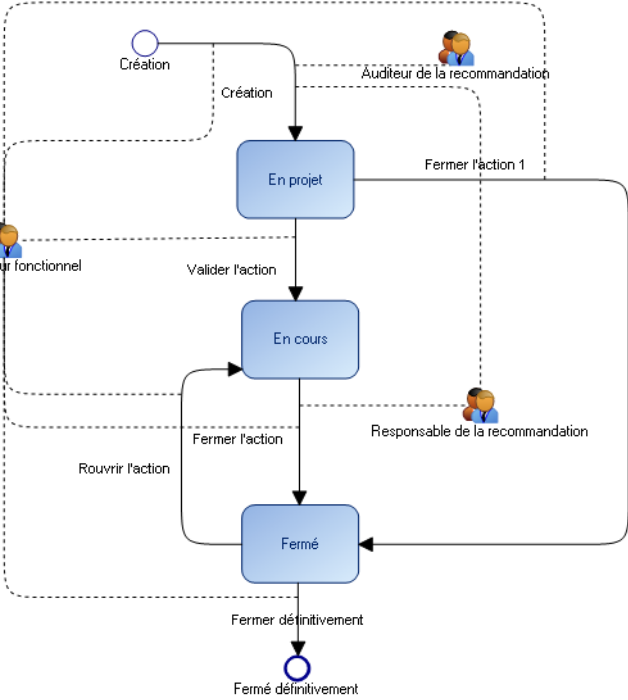 Création
Auditeur de la recommandation
Création
Fermer l'action 1
En projet
ur fonctionnel
Valider l'action
En cours
Responsable de la recommandation
Fermer l'action
Rouvrir l'action
Fermé
Fermer définitivement
Fermé définitivement